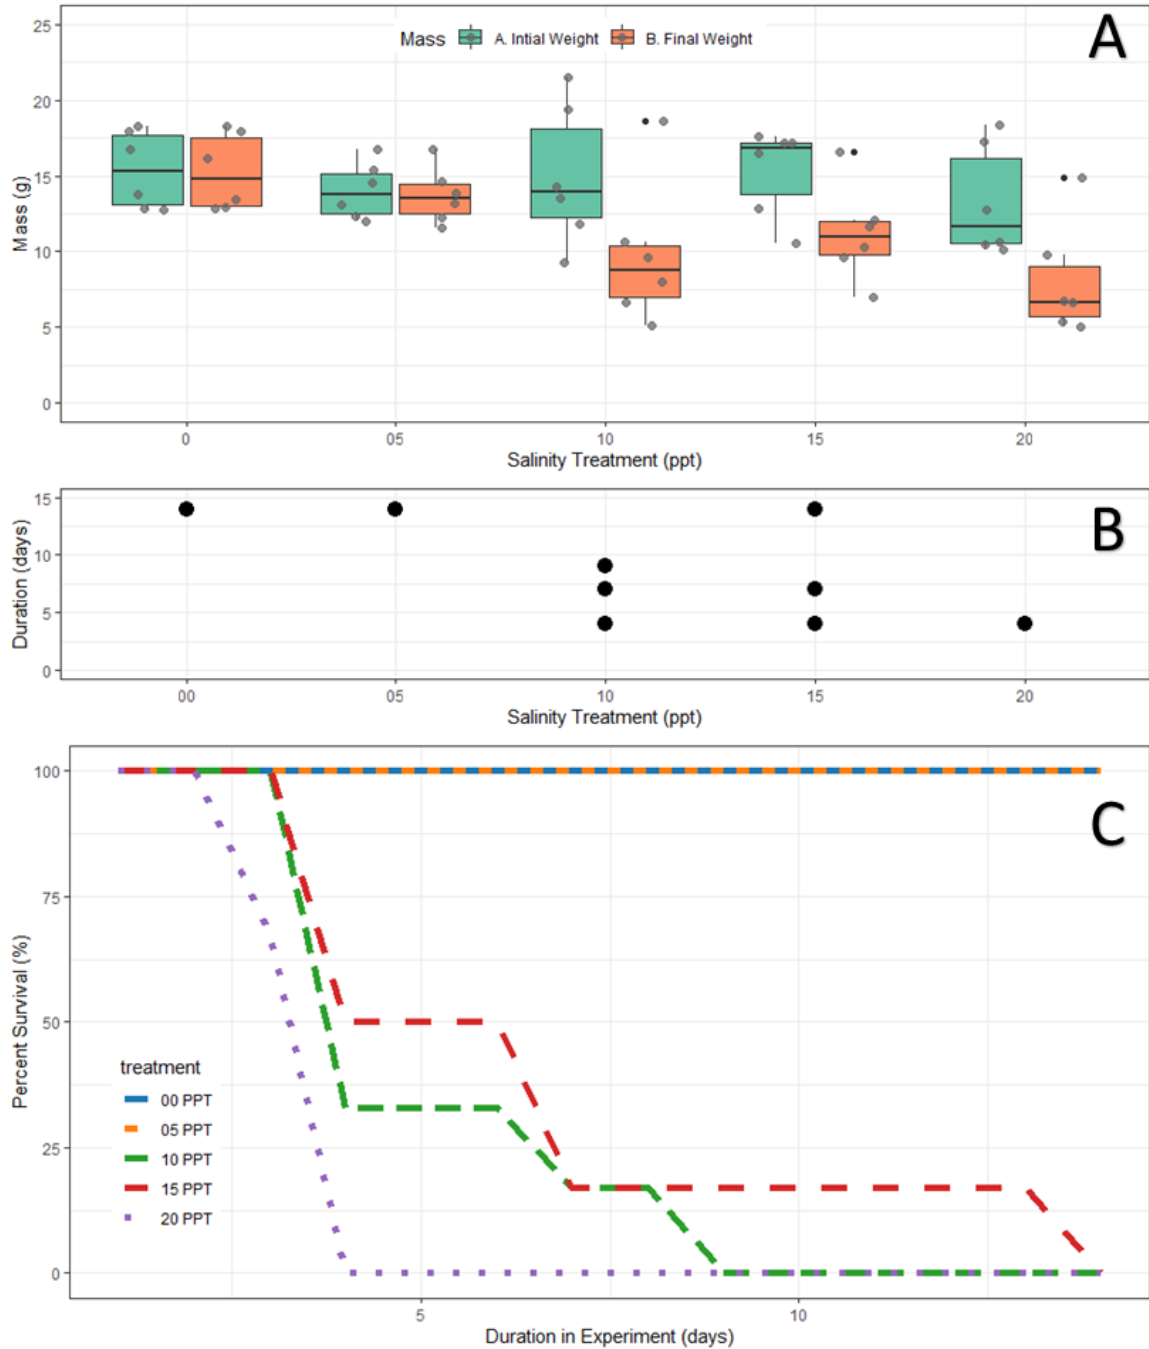 A
Mass A. Intial Weight B. Final Weight
25
20
15
10
5
0
Mass (g)
0 05 10 15 20
Salinity Treatment (ppt)
B
15
10
5
0
Duration (days)
00 05 10 15 20
Salinity Treatment (ppt)
C
100
75
50
25
0
Percent Survival (%)
treatment
00 PPT
05 PPT
10 PPT
15 PPT
20 PPT
5 10
Duration in Experiment (days)